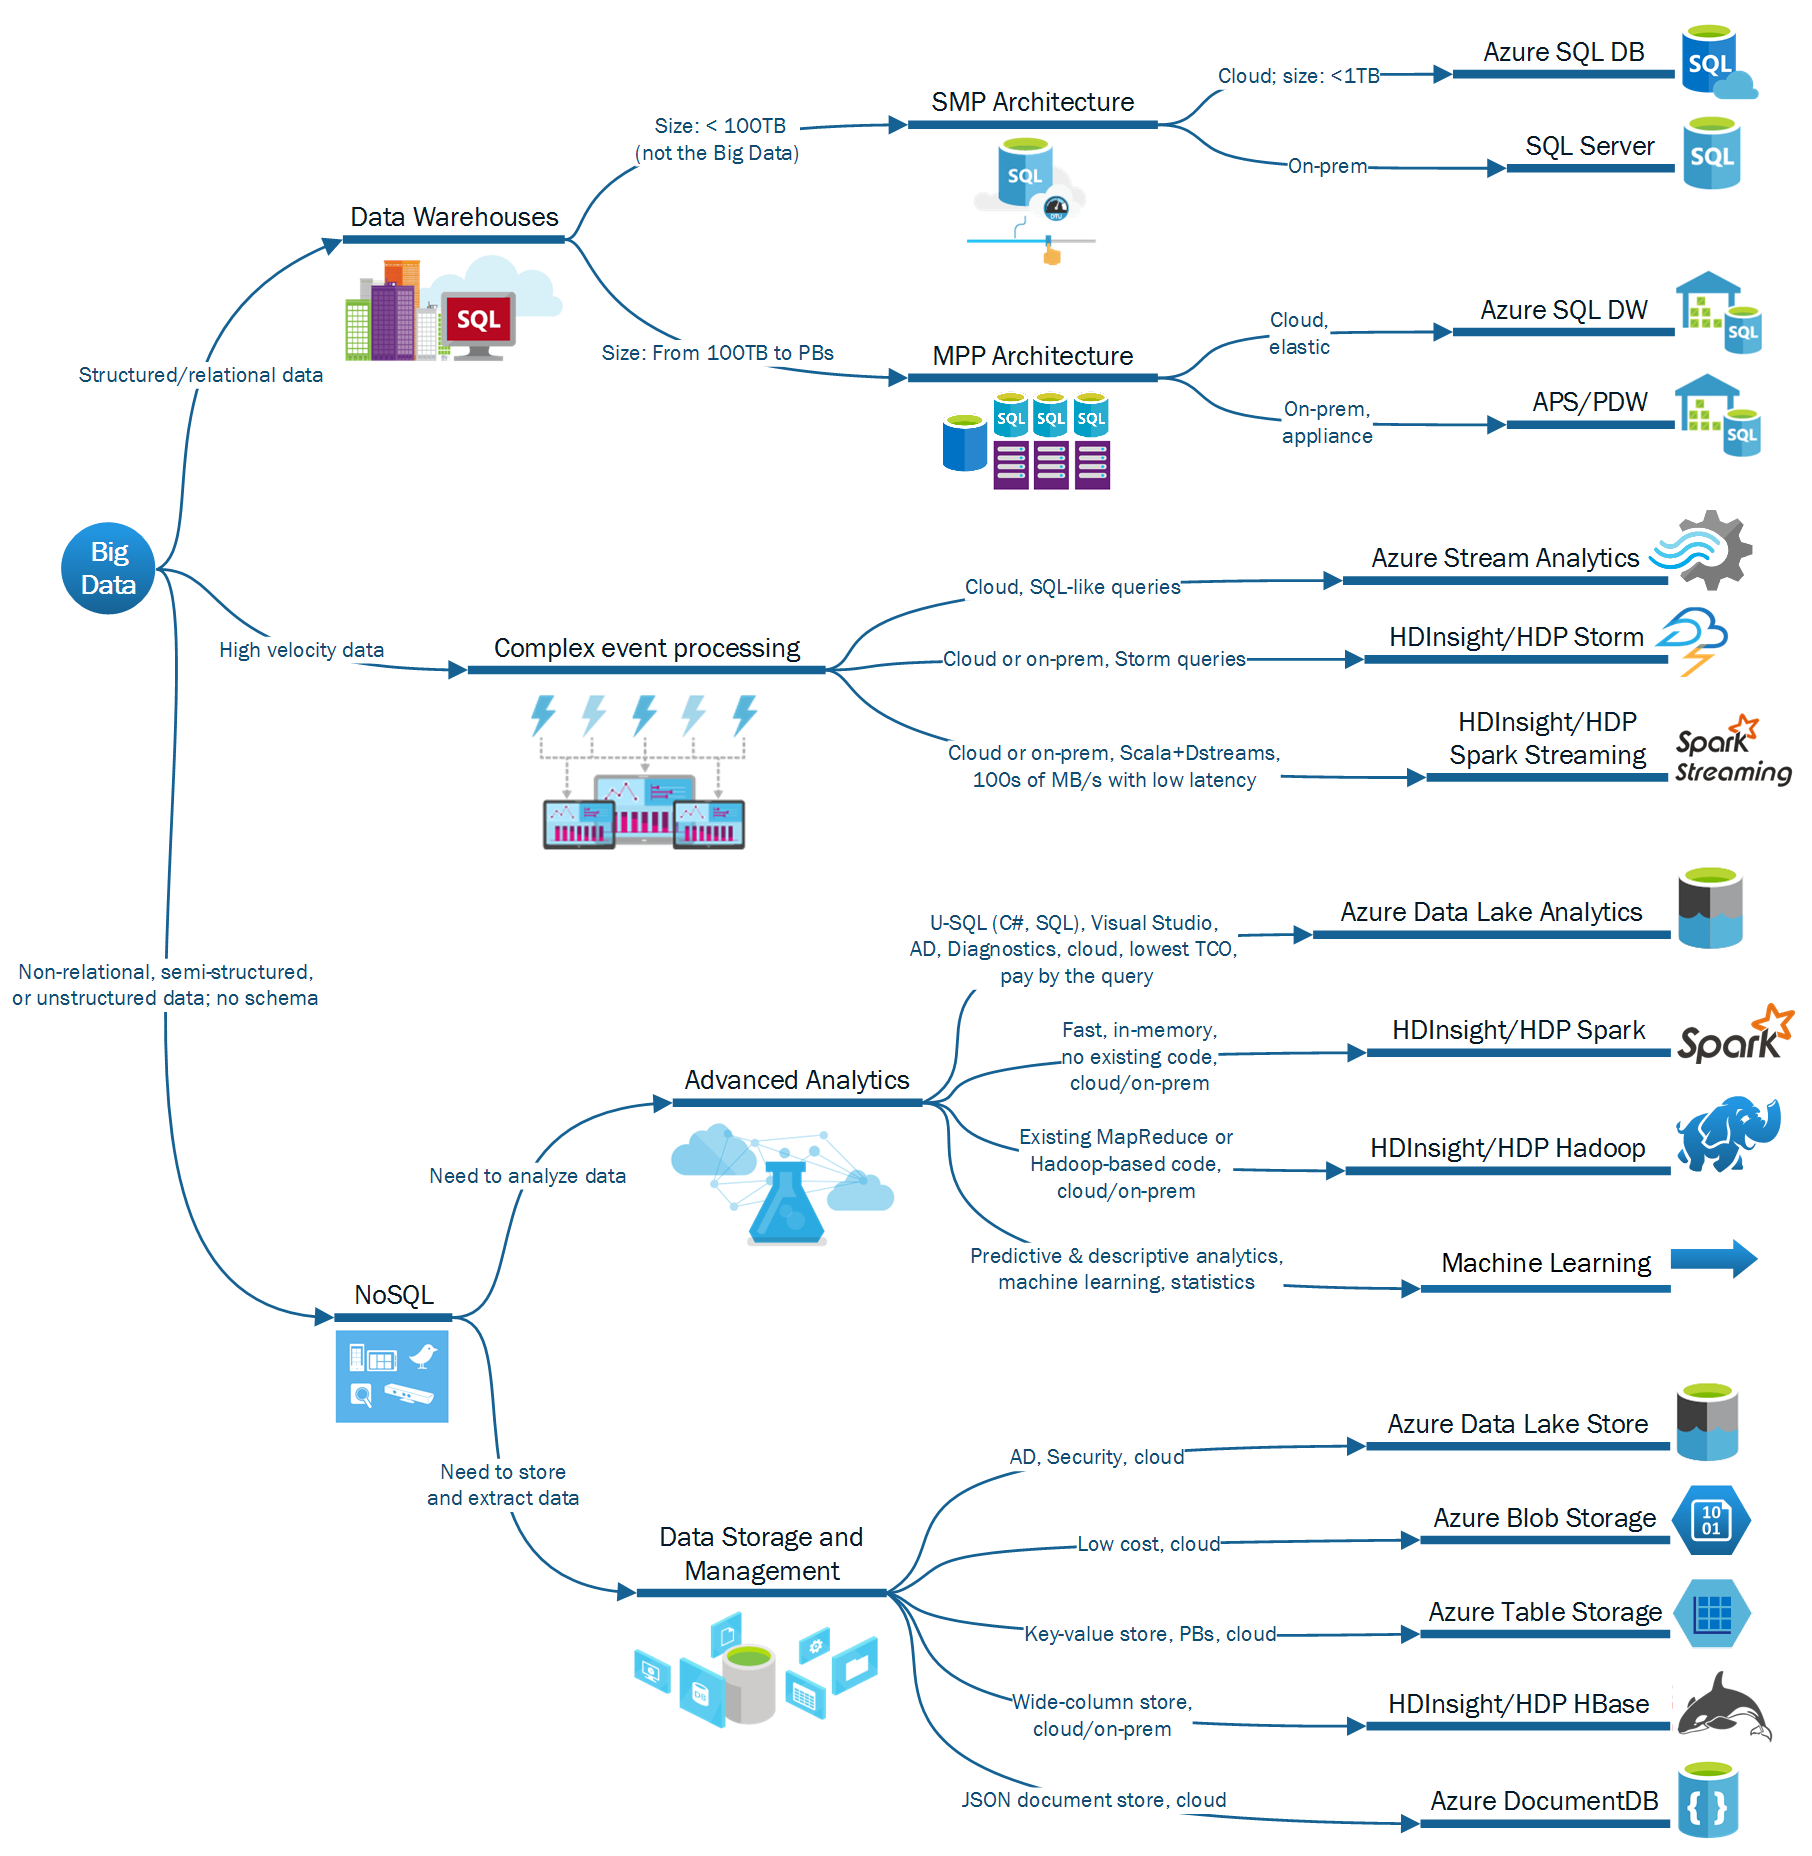 Azure SQL DB
SQL
Cloud; size: <1TB
SMP Architecture
Size: < 100TB
(not the Big Data)
SQL Server
SQL
On-prem
SQL
DTU
Data Warehouses
SQL
Azure SQL DW
SQL
Cloud,
elastic
Size: From 100TB to PBs
MPP Architecture
Structured/relational data
APS/PDW
SQL
On-prem,
appliance
SQL
SQL
SQL
Big
Data
Azure Stream Analytics
Cloud, SQL-like queries
High velocity data
Complex event processing
HDInsight/HDP Storm
Cloud or on-prem, Storm queries
HDInsight/HDP
Spark Streaming
Spark
Streaming
Cloud or on-prem, Scala+Dstreams,
100s of MB/s with low latency
Azure Data Lake Analytics
U-SQL (C#, SQL), Visual Studio,
AD, Diagnostics, cloud, lowest TCO,
pay by the query
Non-relational, semi-structured,
or unstructured data; no schema
Fast, in-memory,
no existing code,
cloud/on-prem
HDInsight/HDP Spark
Spark
Advanced Analytics
Existing MapReduce or
Hadoop-based code,
cloud/on-prem
HDInsight/HDP Hadoop
Need to analyze data
Predictive & descriptive analytics,
machine learning, statistics
Machine Learning
NoSQL
Azure Data Lake Store
AD, Security, cloud
Need to store
and extract data
Azure Blob Storage
10
01
Low cost, cloud
Data Storage and
Management
Azure Table Storage
Key-value store, PBs, cloud
DB
Wide-column store,
cloud/on-prem
HDInsight/HDP HBase
JSON document store, cloud
Azure DocumentDB
{ }